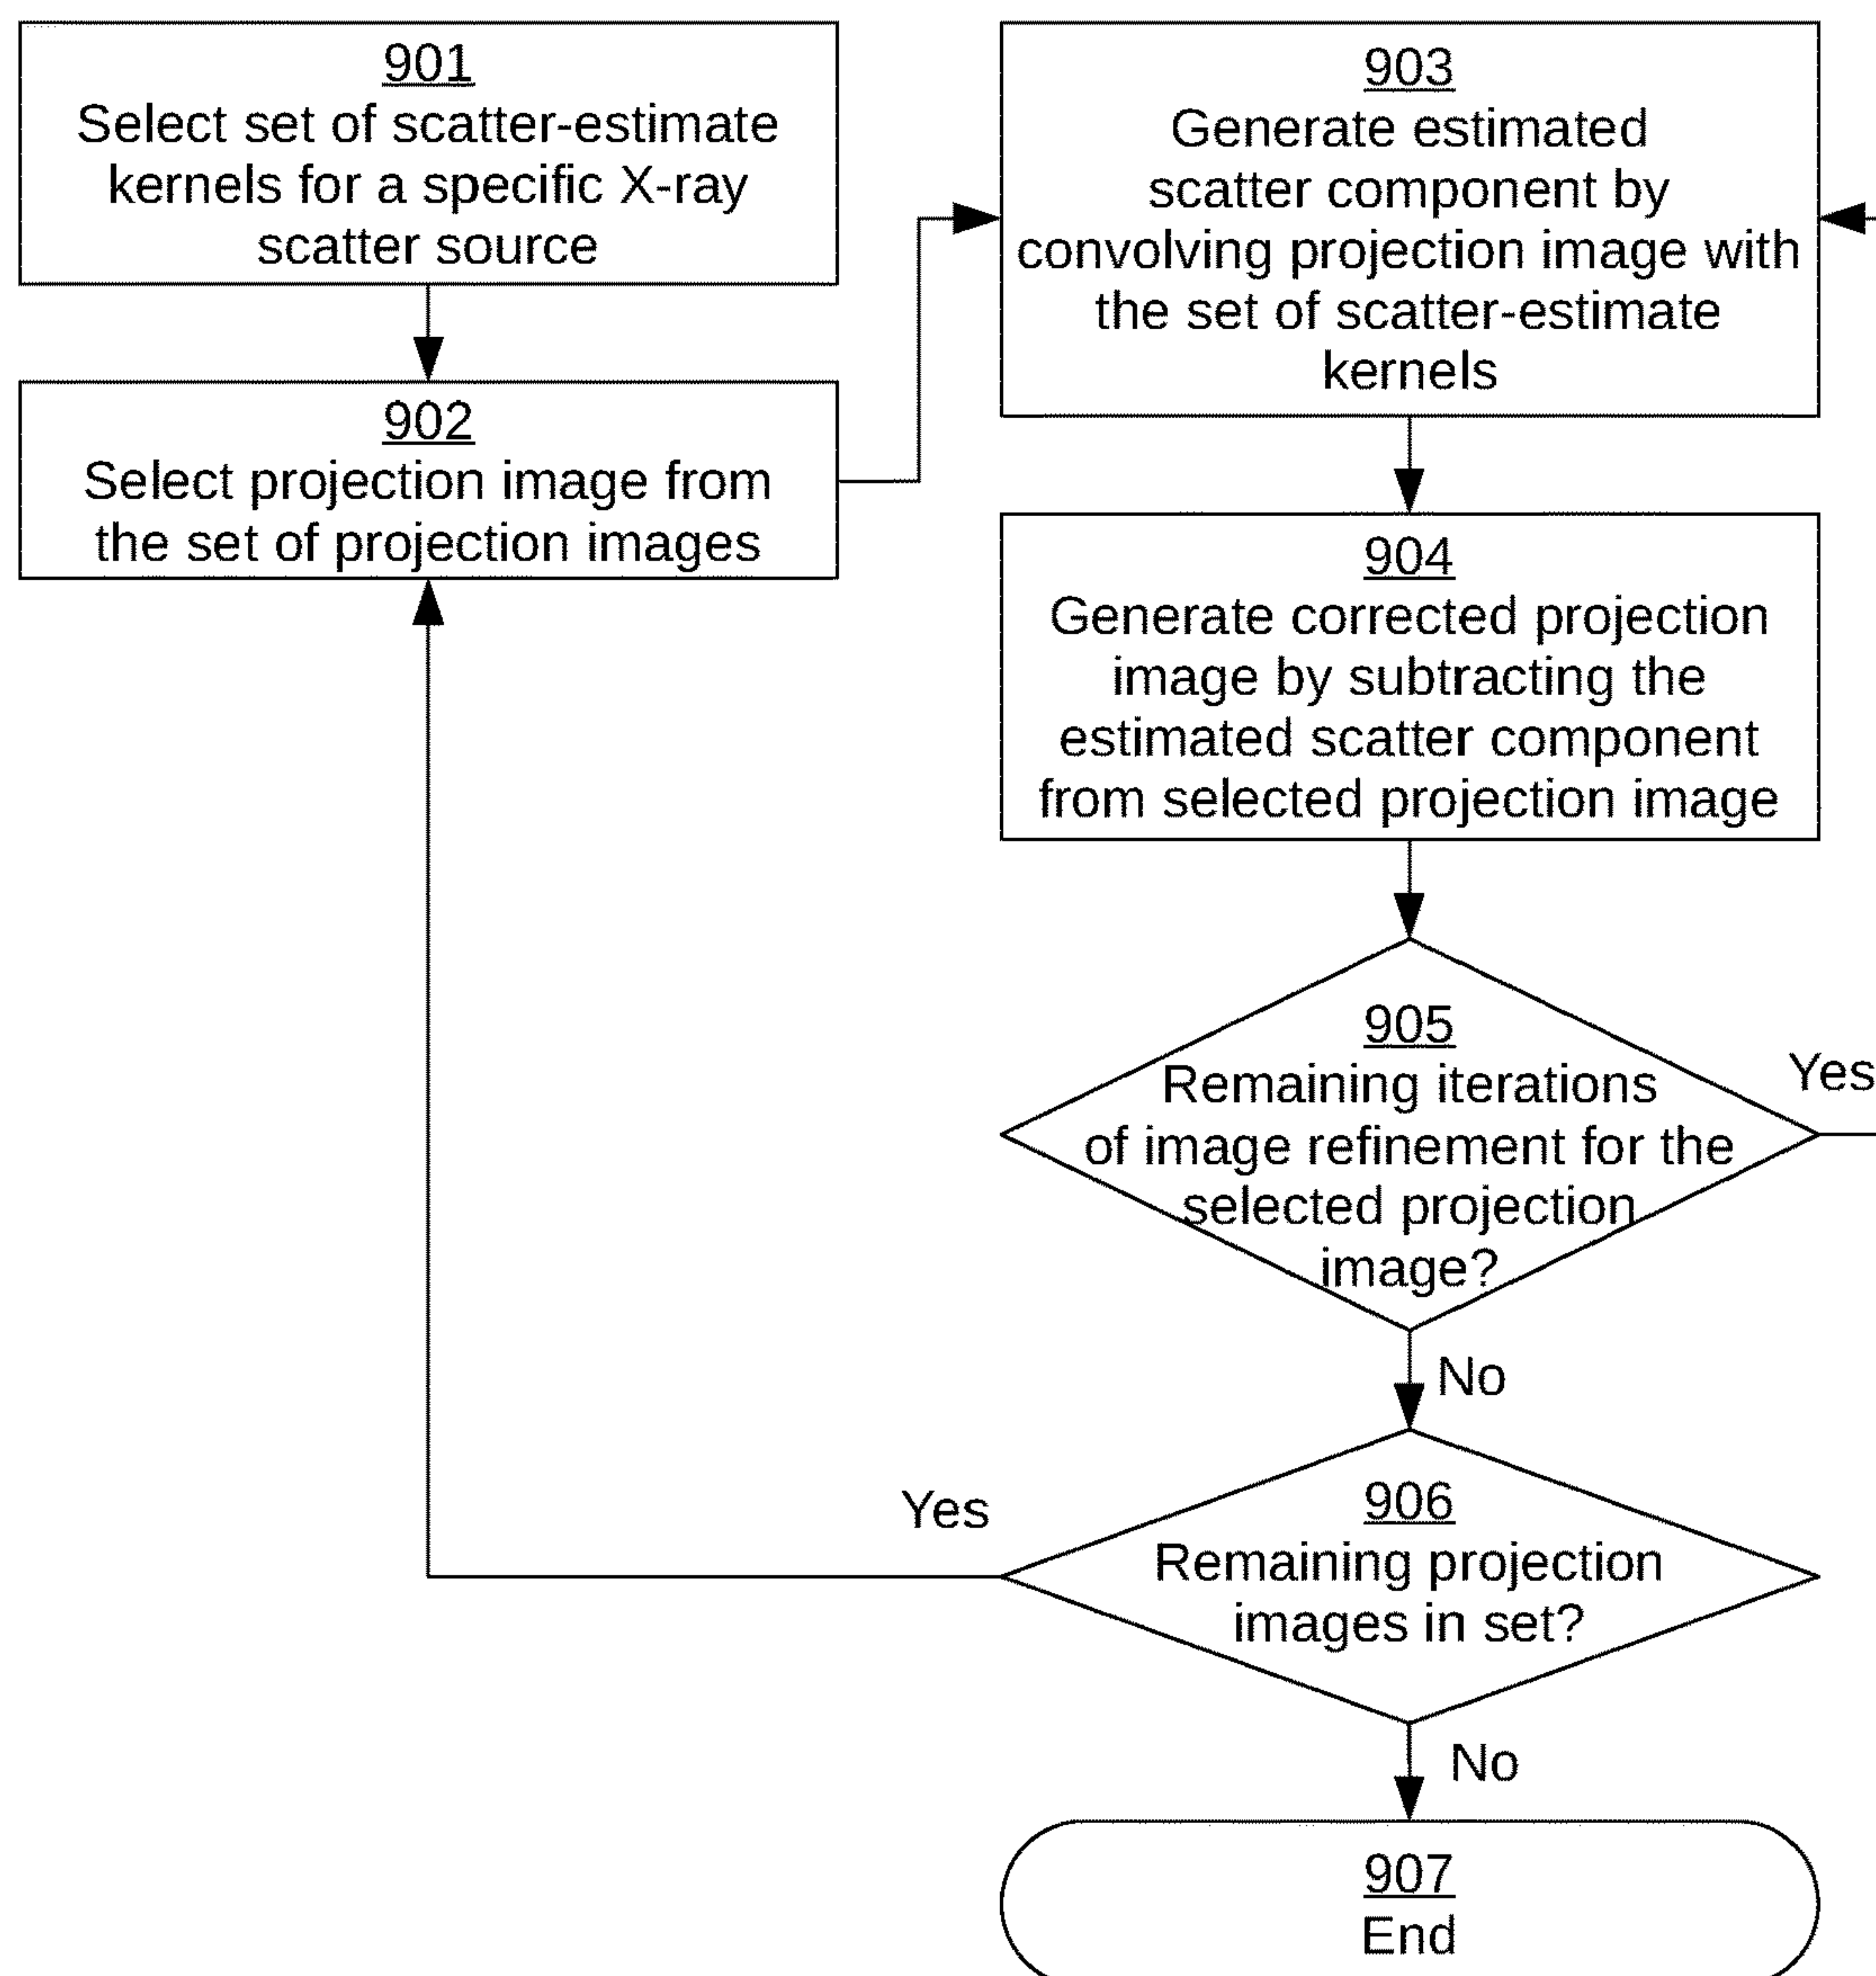 901
Select set of scatter-estimate
kernels for a specific X-ray
scatter source
902
Select projection image from
the set of projection images
903
Generate estimated
scatter component by
convolving projection image with
the set of scatter-estimate
kernels
904
Generate corrected projection
image by subtracting the
estimated scatter component
from selected projection image
905
Remaining iterations
of image refinement for the
selected projection
image?
Yes
No
906
Remaining projection
images in set?
Yes
No
907
End